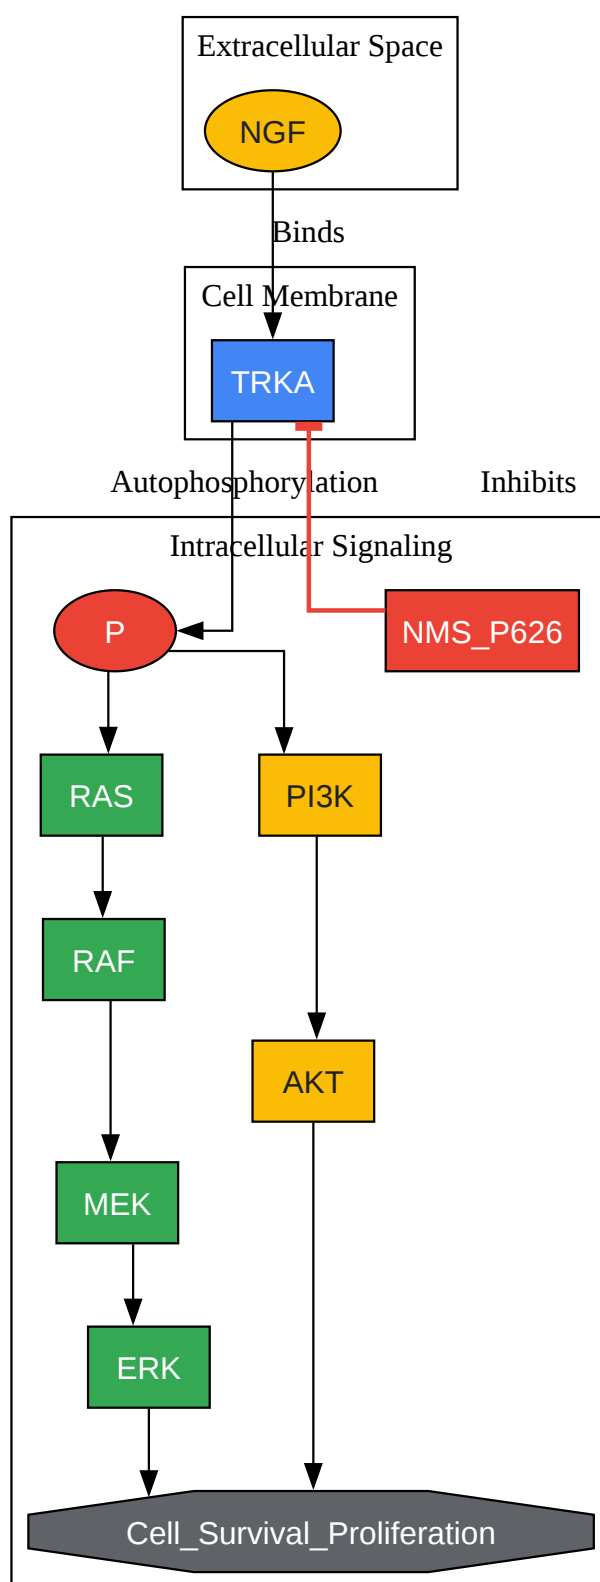 Extracellular Space
NGF
Binds
Cell Membrane
TRKA
Autophosphorylation
Inhibits
Intracellular Signaling
P
NMS_P626
RAS
PI3K
RAF
AKT
MEK
ERK
Cell_Survival_Proliferation